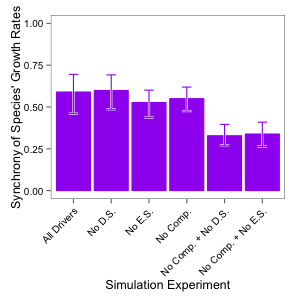 Synchrony of Species' Growth Rates
1.00
0.75
0.50
0.25
0.00
All Drivers
No D.S.
No E.S.
No Comp.
No Comp. + No D.S.
No Comp. + No E.S.
Simulation Experiment